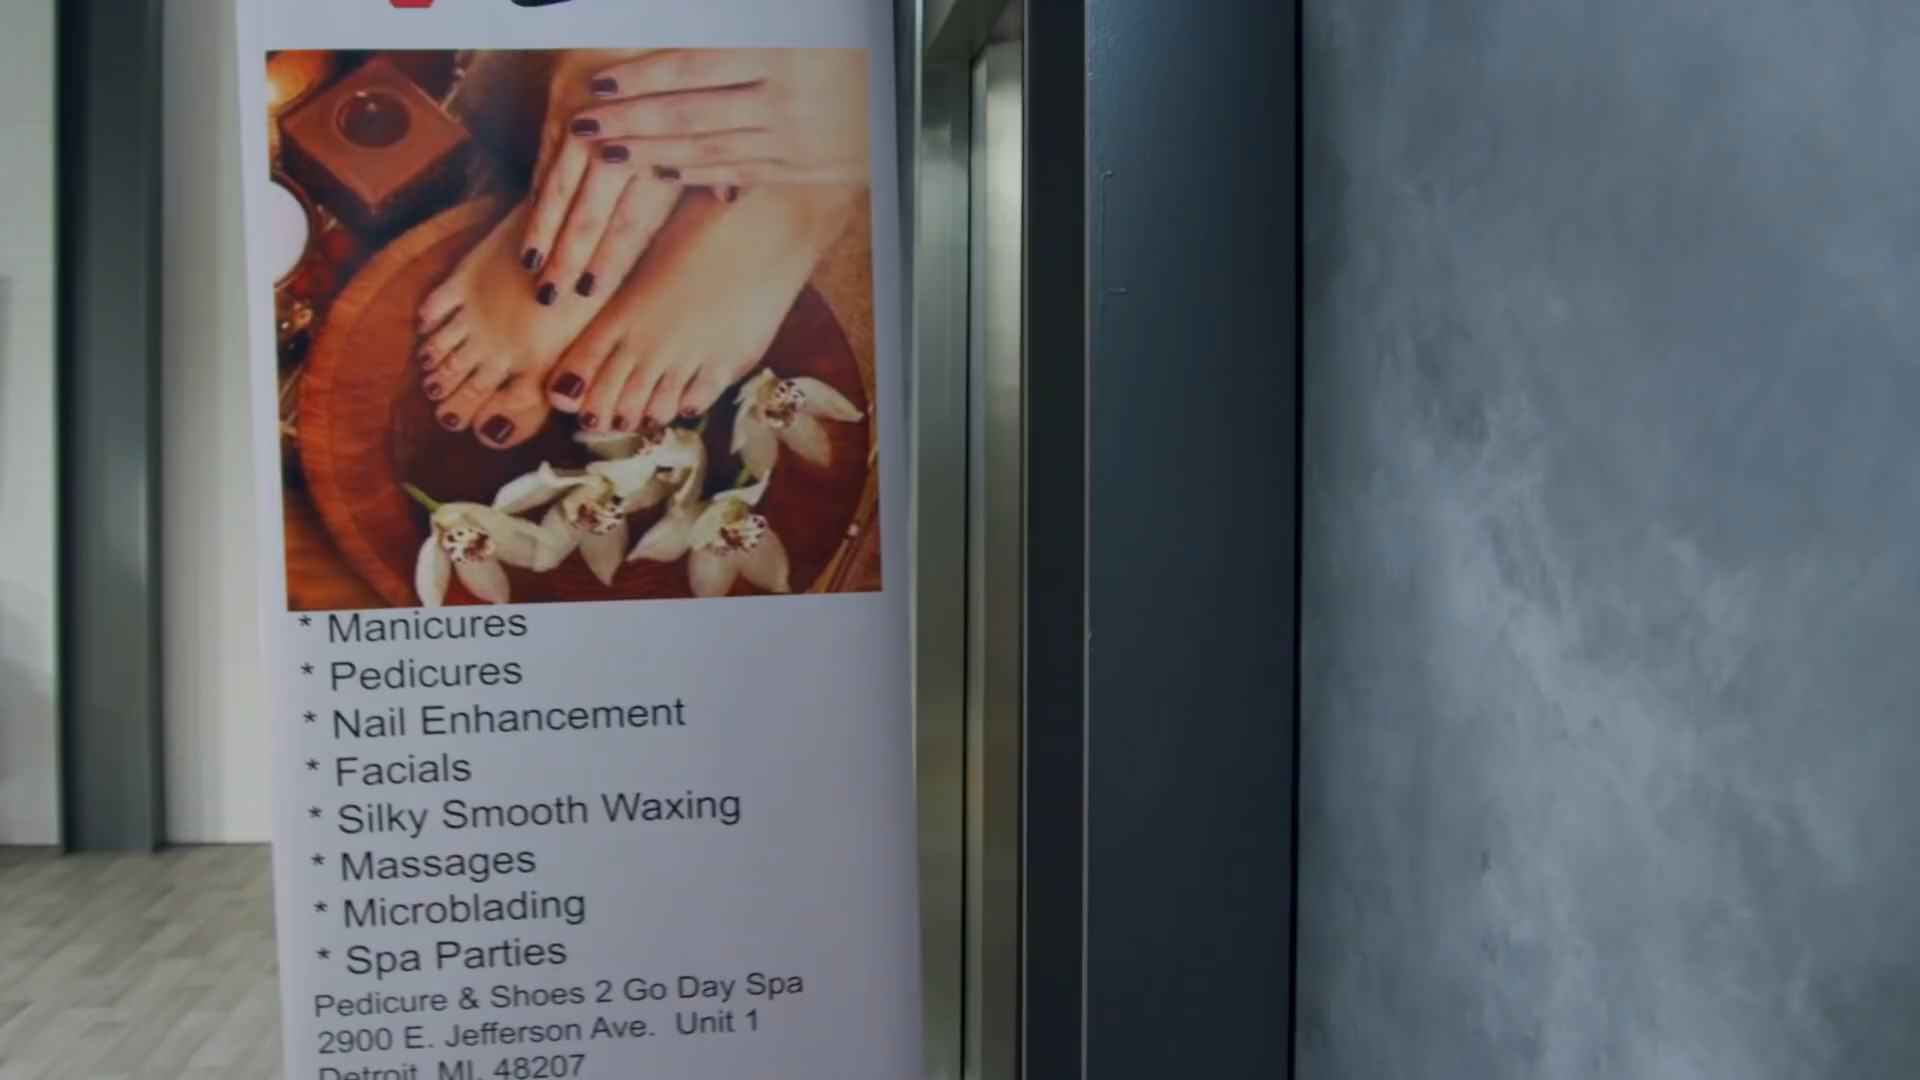 * Manicures
* Pedicures
* Nail Enhancement
* Facials
* Silky Smooth Waxing
* Massages
* Microblading
* Spa Parties
Pedicure & Shoes 2 Go Day Spa
2900 E. Jefferson Ave. Unit 1
Detroit, MI. 48207